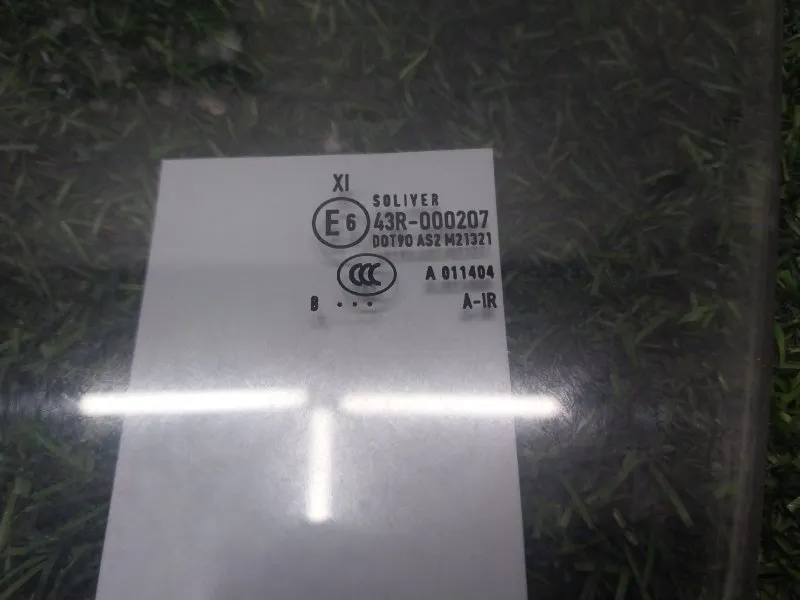 XI
SOLIVER
E6 43R-000207
DOT90 AS2 M21321
CCC A 011404
8 ... A-IR